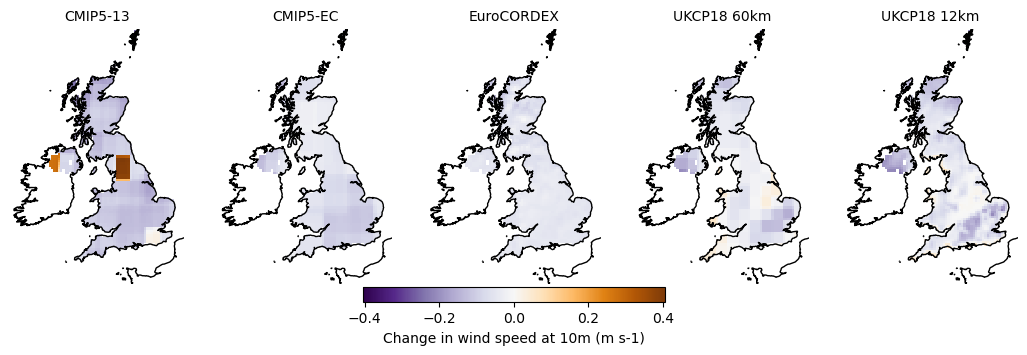 CMIP5-13
CMIP5-EC
EuroCORDEX
UKCP18 60km
UKCP18 12km
−0.4
−0.2
0.0
0.2
0.4
Change in wind speed at 10m (m s-1)